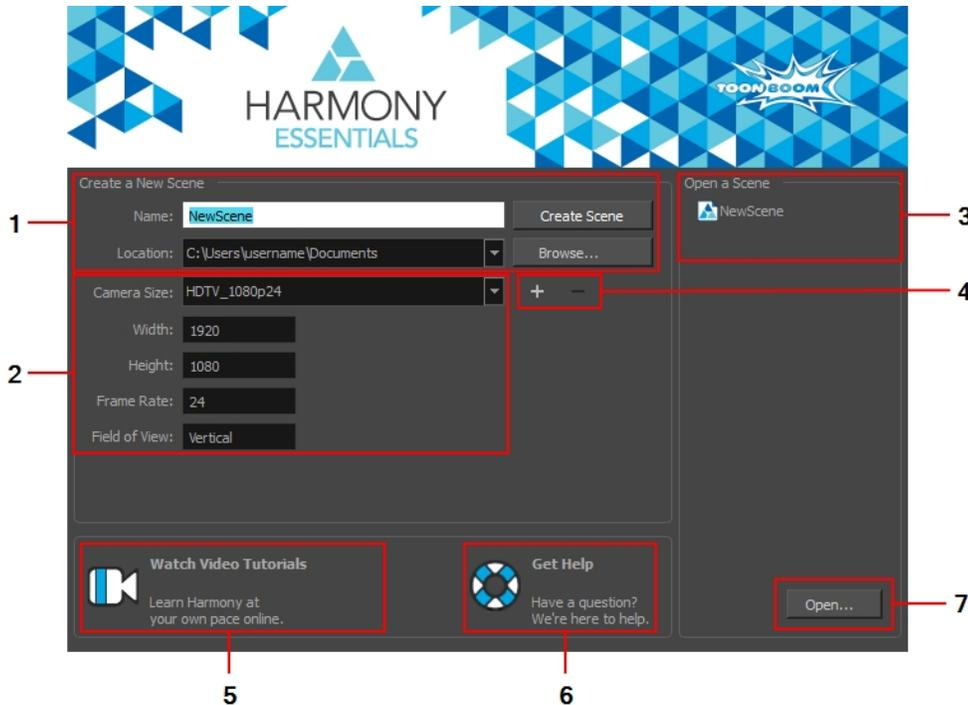 HARMONY
ESSENTIALS
TOON BOOM
Create a New Scene
Open a Scene
1
Name: NewScene Create Scene
NewScene
3
Location: C:\Users\username\Documents Browse...
Camera Size: HDTV_1080p24 + −
4
Width: 1920
Height: 1080
2
Frame Rate: 24
Field of View: Vertical
Watch Video Tutorials
Learn Harmony at
your own pace online.
Get Help
Have a question?
We're here to help.
Open...
7
5
6